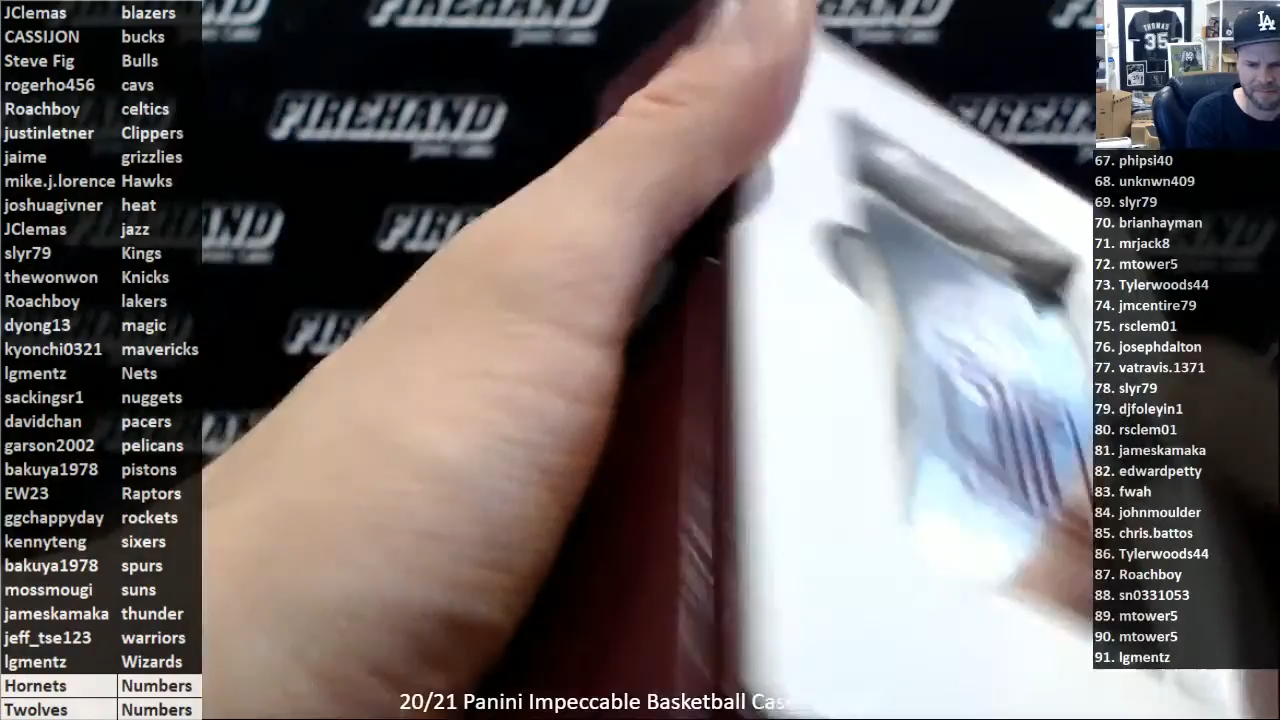 JClemas blazers
CASSIJON bucks
Steve Fig Bulls
rogerho456 cavs
Roachboy celtics
justinletner Clippers
jaime grizzlies
mike.j.lorence Hawks
joshuagivner heat
JClemas jazz
slyr79 Kings
thewonwon Knicks
Roachboy lakers
dyong13 magic
kyonchi0321 mavericks
lgmentz Nets
sackingsr1 nuggets
davidchan pacers
garson2002 pelicans
bakuya1978 pistons
EW23 Raptors
ggchappyday rockets
kennyteng sixers
bakuya1978 spurs
mossmougi suns
jameskamaka thunder
jeff_tse123 warriors
lgmentz Wizards
Hornets Numbers
Twolves Numbers
FIREHAND
FIREHAND
THOMAS
35
LA
67. phipsi40
68. unknwn409
69. slyr79
70. brianhayman
71. mrjack8
72. mtower5
73. Tylerwoods44
74. jmcentire79
75. rsclem01
76. josephdalton
77. vatravis.1371
78. slyr79
79. djfoleyin1
80. rsclem01
81. jameskamaka
82. edwardpetty
83. fwah
84. johnmoulder
85. chris.battos
86. Tylerwoods44
87. Roachboy
88. sn0331053
89. mtower5
90. mtower5
91. lgmentz
20/21 Panini Impeccable Basketball Cas